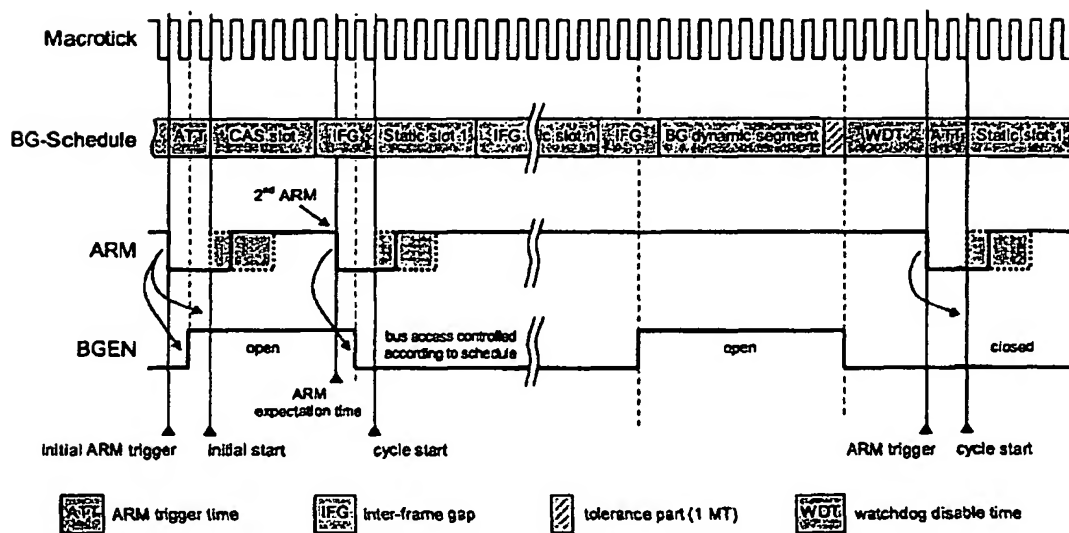 Macrotick
BG-Schedule
ATT CAS slot IFG Static slot 1 IFG c slot n IFG BG dynamic segment WDT ATT Static slot 1
2nd ARM
ARM
BGEN
open
bus access controlled
according to schedule
open
closed
ARM
expectation time
initial ARM trigger
initial start
cycle start
ARM trigger
cycle start
ATT ARM trigger time
IFG inter-frame gap
tolerance part (1 MT)
WDT watchdog disable time